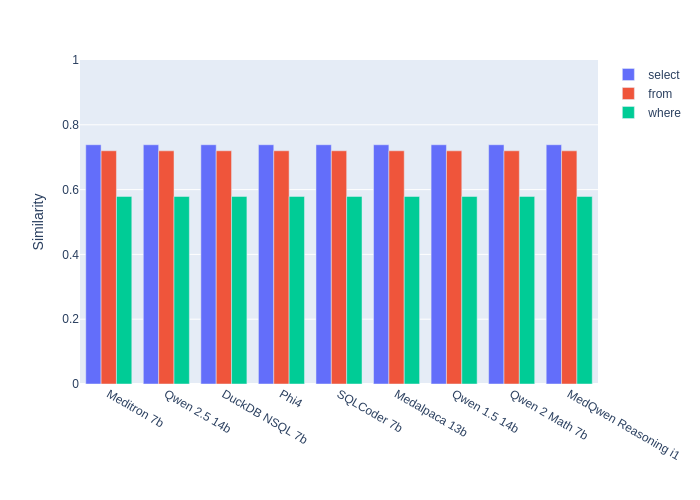 1
0.8
0.6
0.4
0.2
0
Similarity
Meditron 7b
Qwen 2.5 14b
DuckDB NSQL 7b
Phi4
SQLCoder 7b
Medalpaca 13b
Qwen 1.5 14b
Qwen 2 Math 7b
MedQwen Reasoning i1
select
from
where